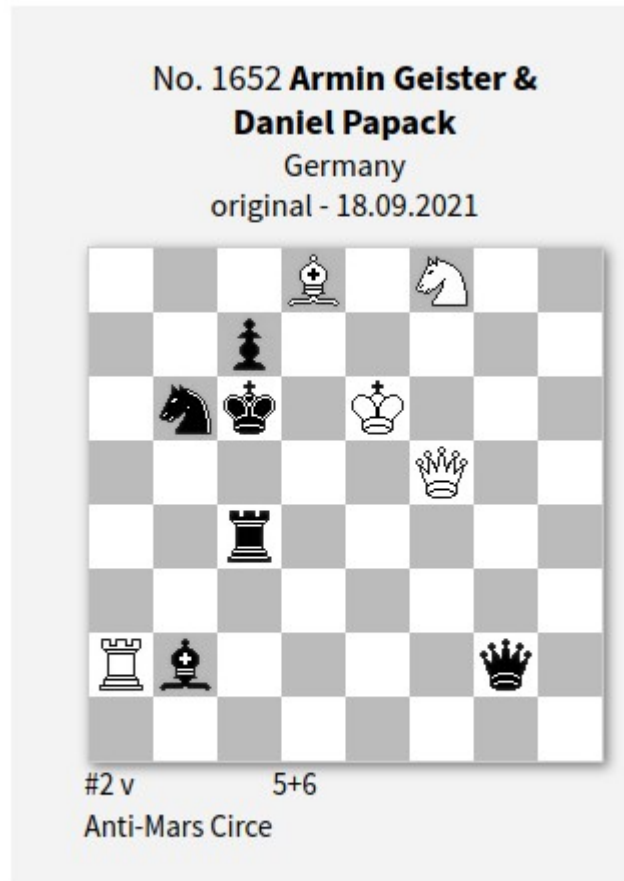 No. 1652 Armin Geister &
Daniel Papack
Germany
original - 18.09.2021
#2 v 5+6
Anti-Mars Circe